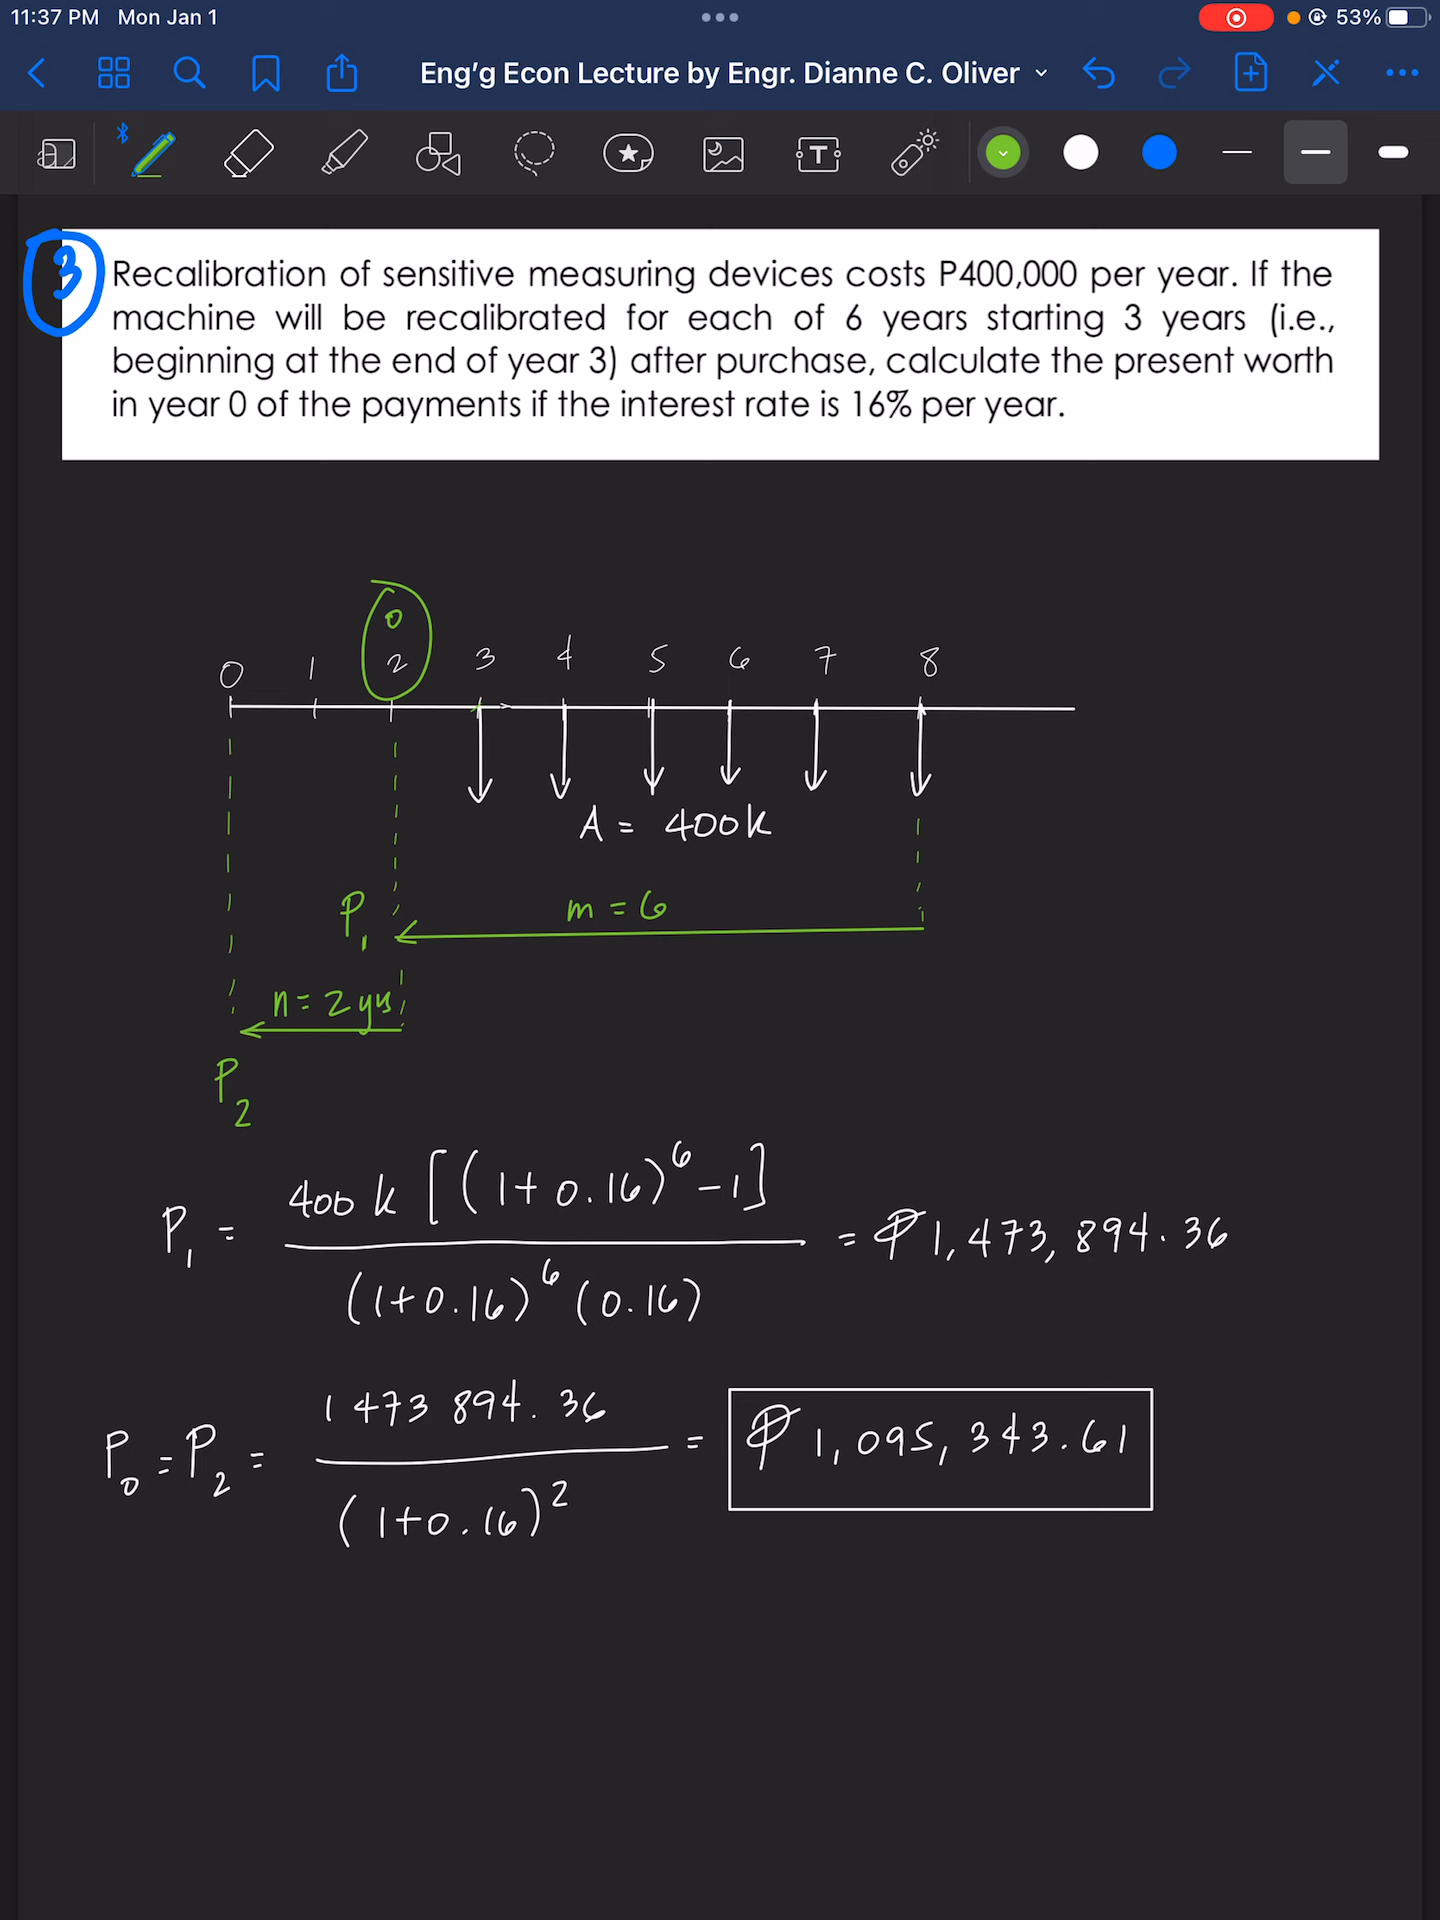 11:37 PM Mon Jan 1
53%
Eng'g Econ Lecture by Engr. Dianne C. Oliver
3
Recalibration of sensitive measuring devices costs P400,000 per year. If the
machine will be recalibrated for each of 6 years starting 3 years (i.e.,
beginning at the end of year 3) after purchase, calculate the present worth
in year 0 of the payments if the interest rate is 16% per year.
0
0 1 2 3 4 5 6 7 8
A = 400k
P₁ m = 6
n = 2 yrs
P₂
P₁ = 400k [(1+0.16)⁶ -1] / (1+0.16)⁶ (0.16) = ₱1,473,894.36
P₀ = P₂ = 1 473 894.36 / (1+0.16)² = ₱1,095,343.61